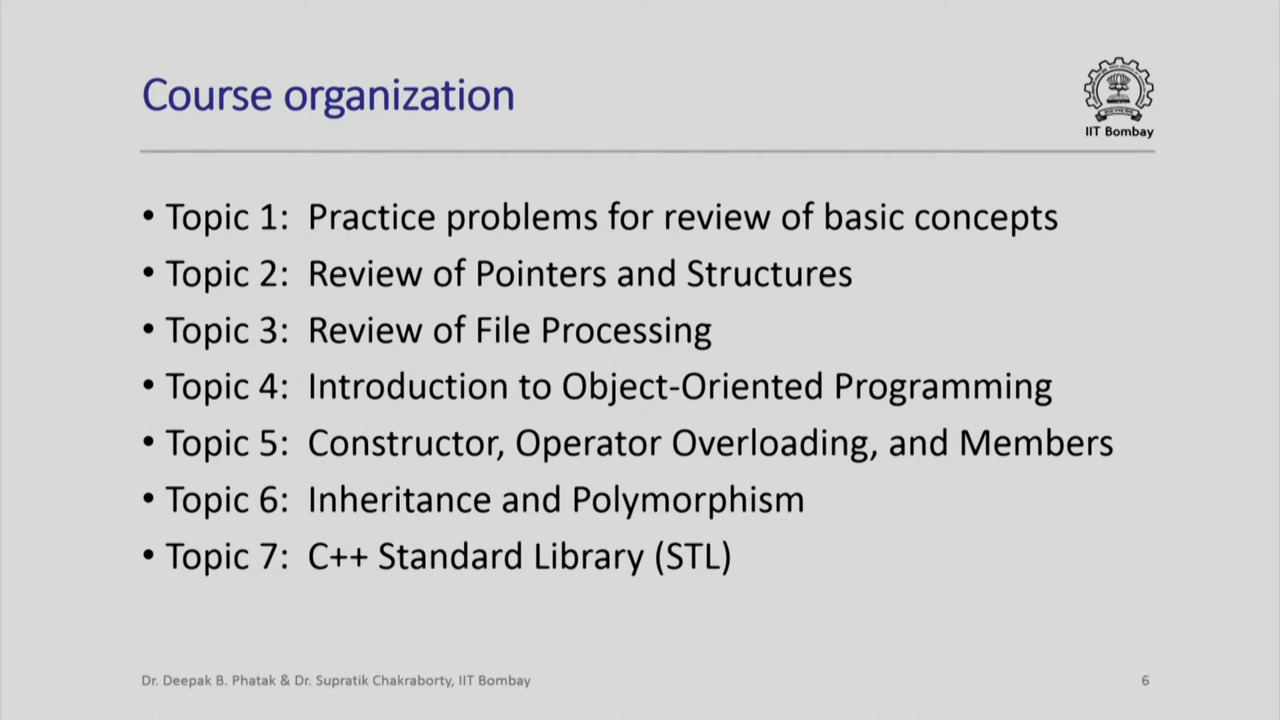 Course organization
IIT Bombay
• Topic 1: Practice problems for review of basic concepts
• Topic 2: Review of Pointers and Structures
• Topic 3: Review of File Processing
• Topic 4: Introduction to Object-Oriented Programming
• Topic 5: Constructor, Operator Overloading, and Members
• Topic 6: Inheritance and Polymorphism
• Topic 7: C++ Standard Library (STL)
Dr. Deepak B. Phatak & Dr. Supratik Chakraborty, IIT Bombay
6